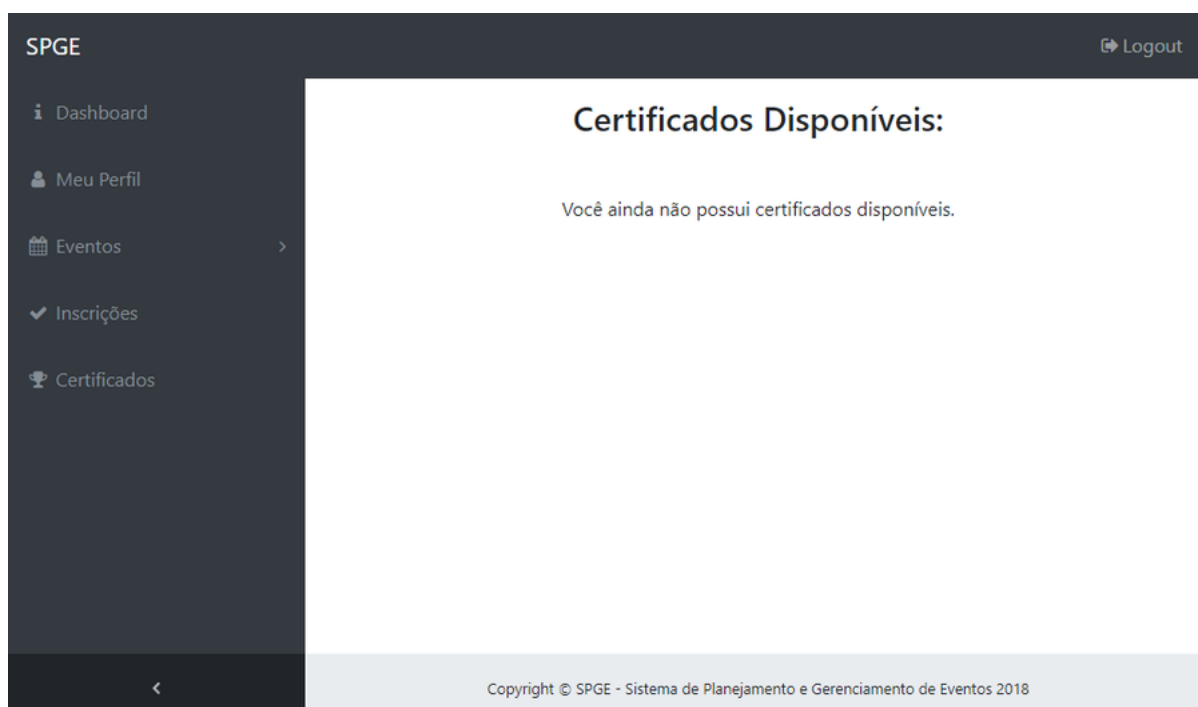 SPGE
Logout
Dashboard
Meu Perfil
Eventos
Inscrições
Certificados
Certificados Disponíveis:
Você ainda não possui certificados disponíveis.
Copyright © SPGE - Sistema de Planejamento e Gerenciamento de Eventos 2018